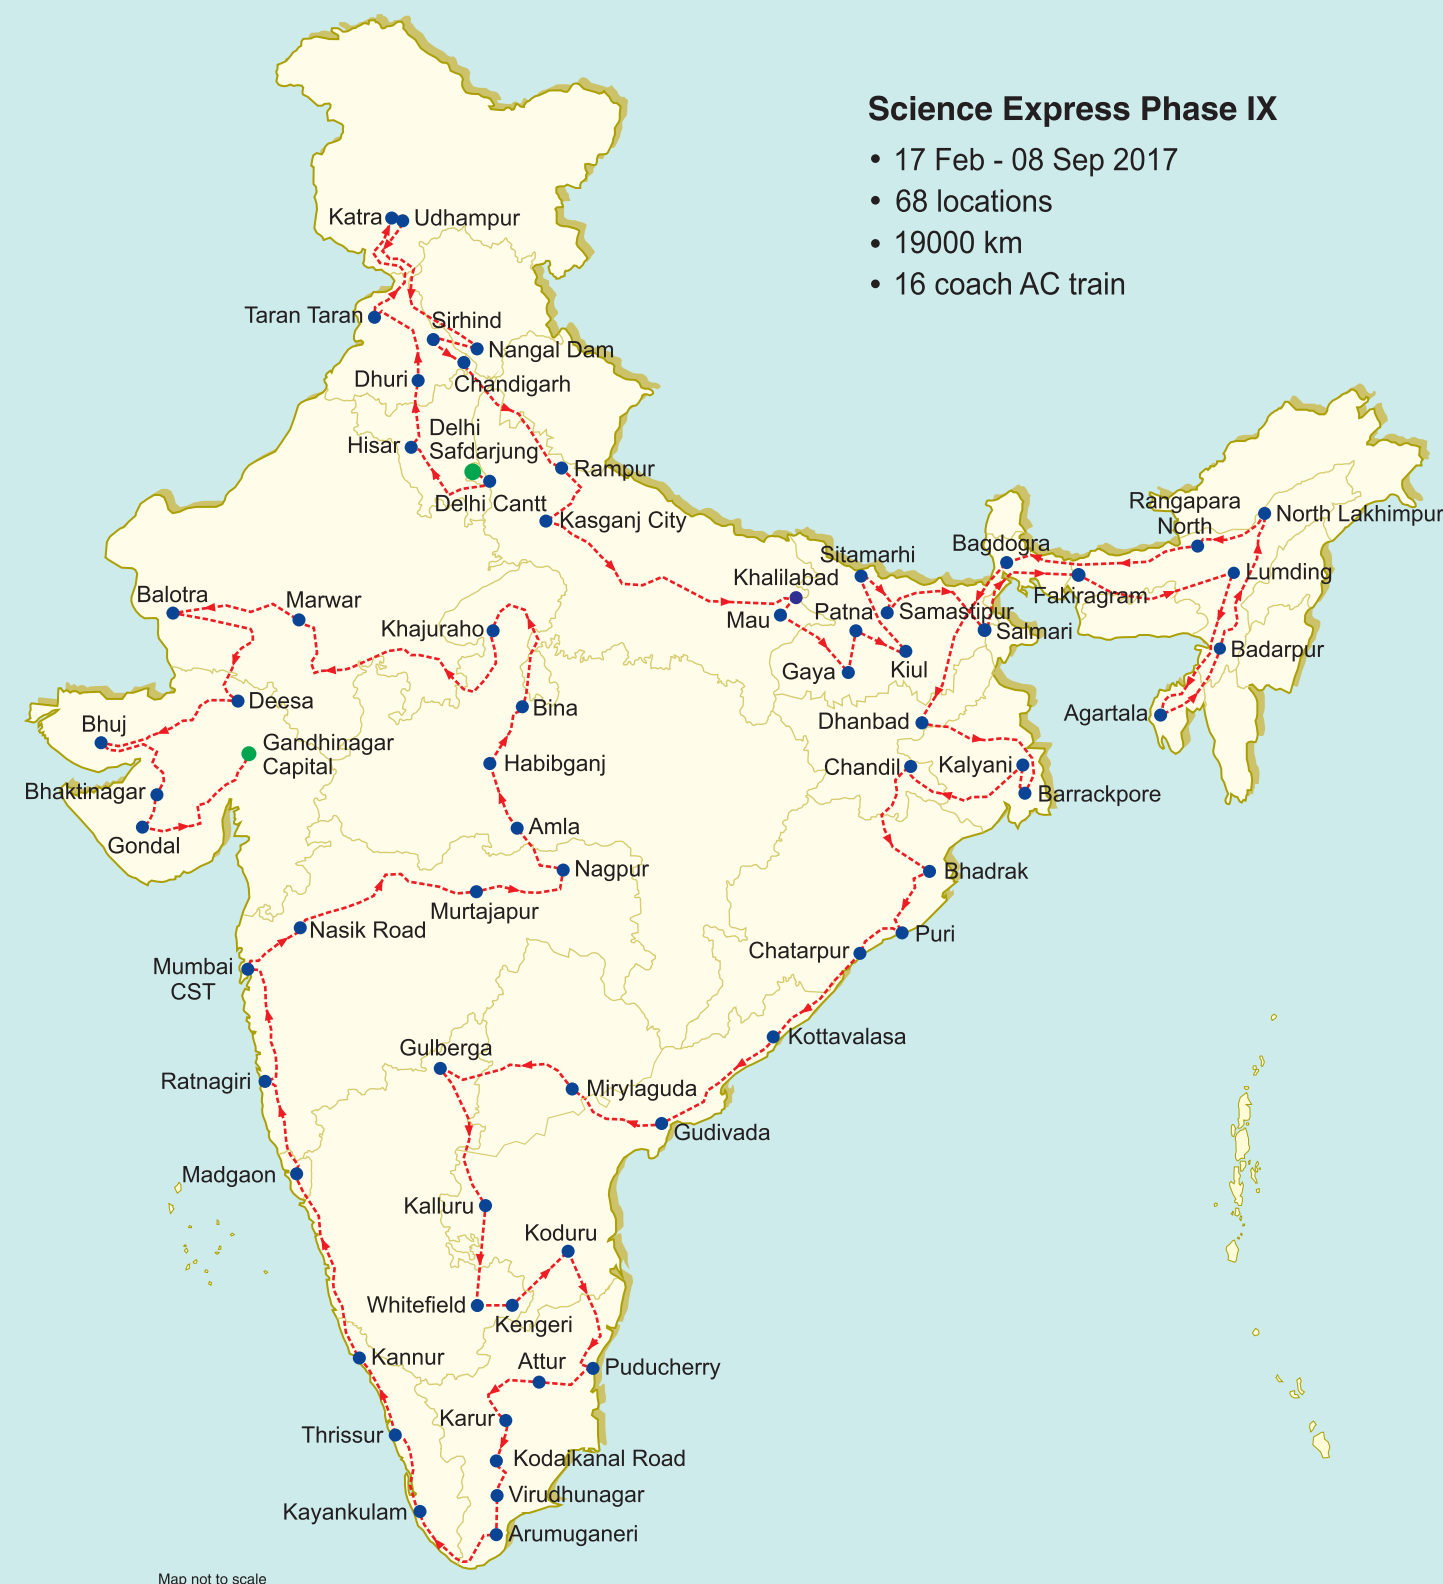 Science Express Phase IX
• 17 Feb - 08 Sep 2017
• 68 locations
• 19000 km
• 16 coach AC train
Katra
Udhampur
Taran Taran
Sirhind
Nangal Dam
Dhuri
Chandigarh
Delhi
Safdarjung
Hisar
Rampur
Delhi Cantt
Kasganj City
Rangapara
North
North Lakhimpur
Bagdogra
Sitamarhi
Khalilabad
Lumding
Fakiragram
Balotra
Marwar
Mau
Patna
Samastipur
Salmari
Khajuraho
Badarpur
Gaya
Kiul
Deesa
Bina
Agartala
Dhanbad
Bhuj
Gandhinagar
Capital
Habibganj
Chandil
Kalyani
Bhaktinagar
Barrackpore
Gondal
Amla
Nagpur
Bhadrak
Murtajapur
Nasik Road
Puri
Chatarpur
Mumbai
CST
Kottavalasa
Gulberga
Ratnagiri
Mirylaguda
Gudivada
Madgaon
Kalluru
Koduru
Whitefield
Kengeri
Kannur
Attur
Puducherry
Karur
Thrissur
Kodaikanal Road
Virudhunagar
Kayankulam
Arumuganeri
Map not to scale